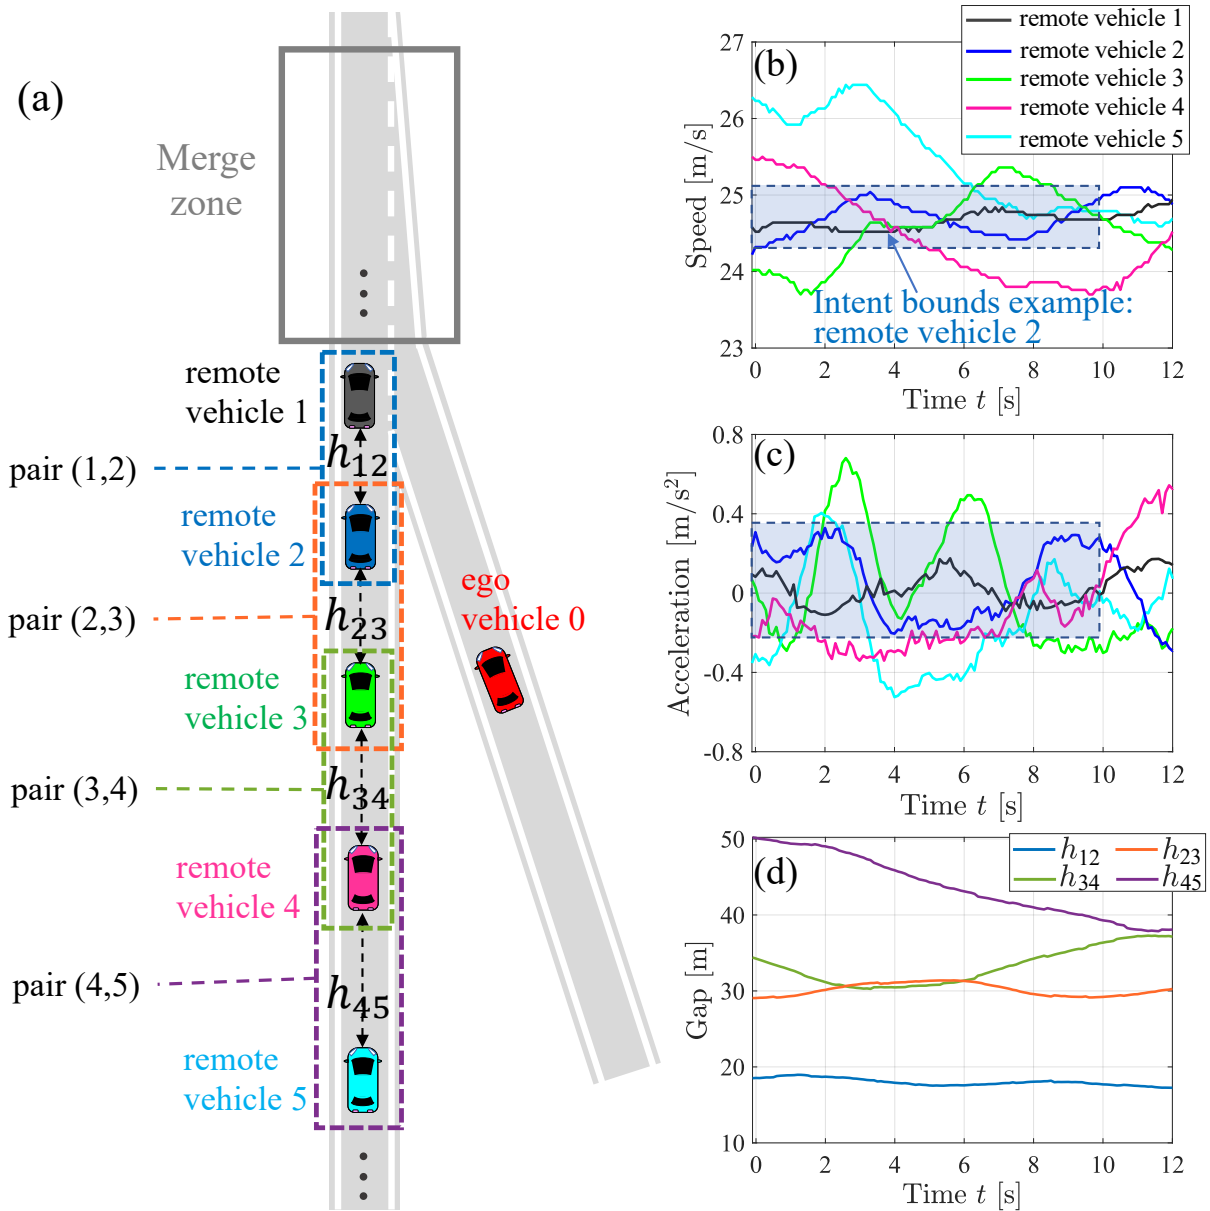 (a)
Merge
zone
remote
vehicle 1
h12
pair (1,2)
remote
vehicle 2
ego
vehicle 0
h23
pair (2,3)
remote
vehicle 3
h34
pair (3,4)
remote
vehicle 4
h45
pair (4,5)
remote
vehicle 5
(b)
remote vehicle 1
remote vehicle 2
remote vehicle 3
remote vehicle 4
remote vehicle 5
Speed [m/s]
27
26
25
24
23
Intent bounds example:
remote vehicle 2
0 2 4 6 8 10 12
Time t [s]
(c)
Acceleration [m/s²]
0.8
0.4
0
-0.4
-0.8
0 2 4 6 8 10 12
Time t [s]
(d)
h12 h23
h34 h45
Gap [m]
50
40
30
20
10
0 2 4 6 8 10 12
Time t [s]